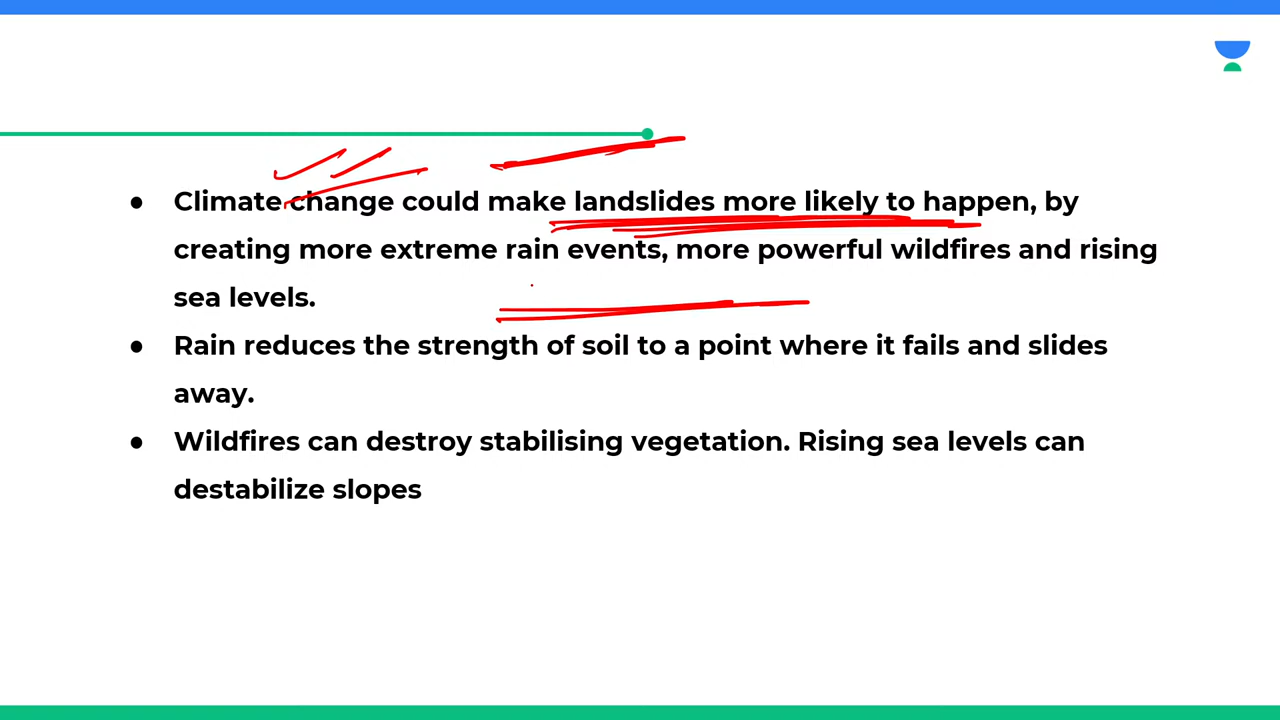 ● Climate change could make landslides more likely to happen, by
creating more extreme rain events, more powerful wildfires and rising
sea levels.
● Rain reduces the strength of soil to a point where it fails and slides
away.
● Wildfires can destroy stabilising vegetation. Rising sea levels can
destabilize slopes